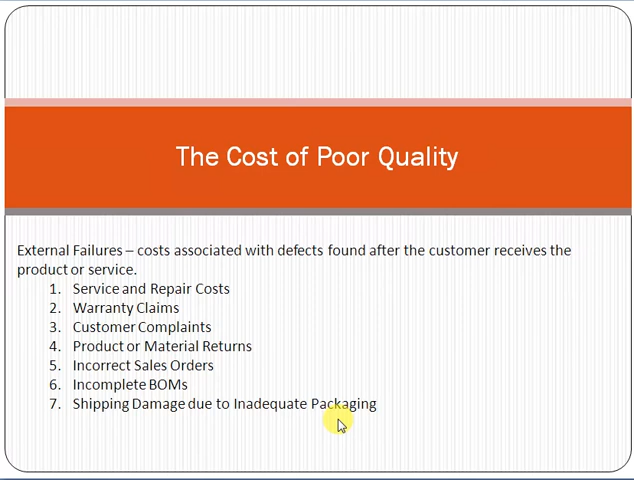 The Cost of Poor Quality
External Failures – costs associated with defects found after the customer receives the
product or service.
1. Service and Repair Costs
2. Warranty Claims
3. Customer Complaints
4. Product or Material Returns
5. Incorrect Sales Orders
6. Incomplete BOMs
7. Shipping Damage due to Inadequate Packaging